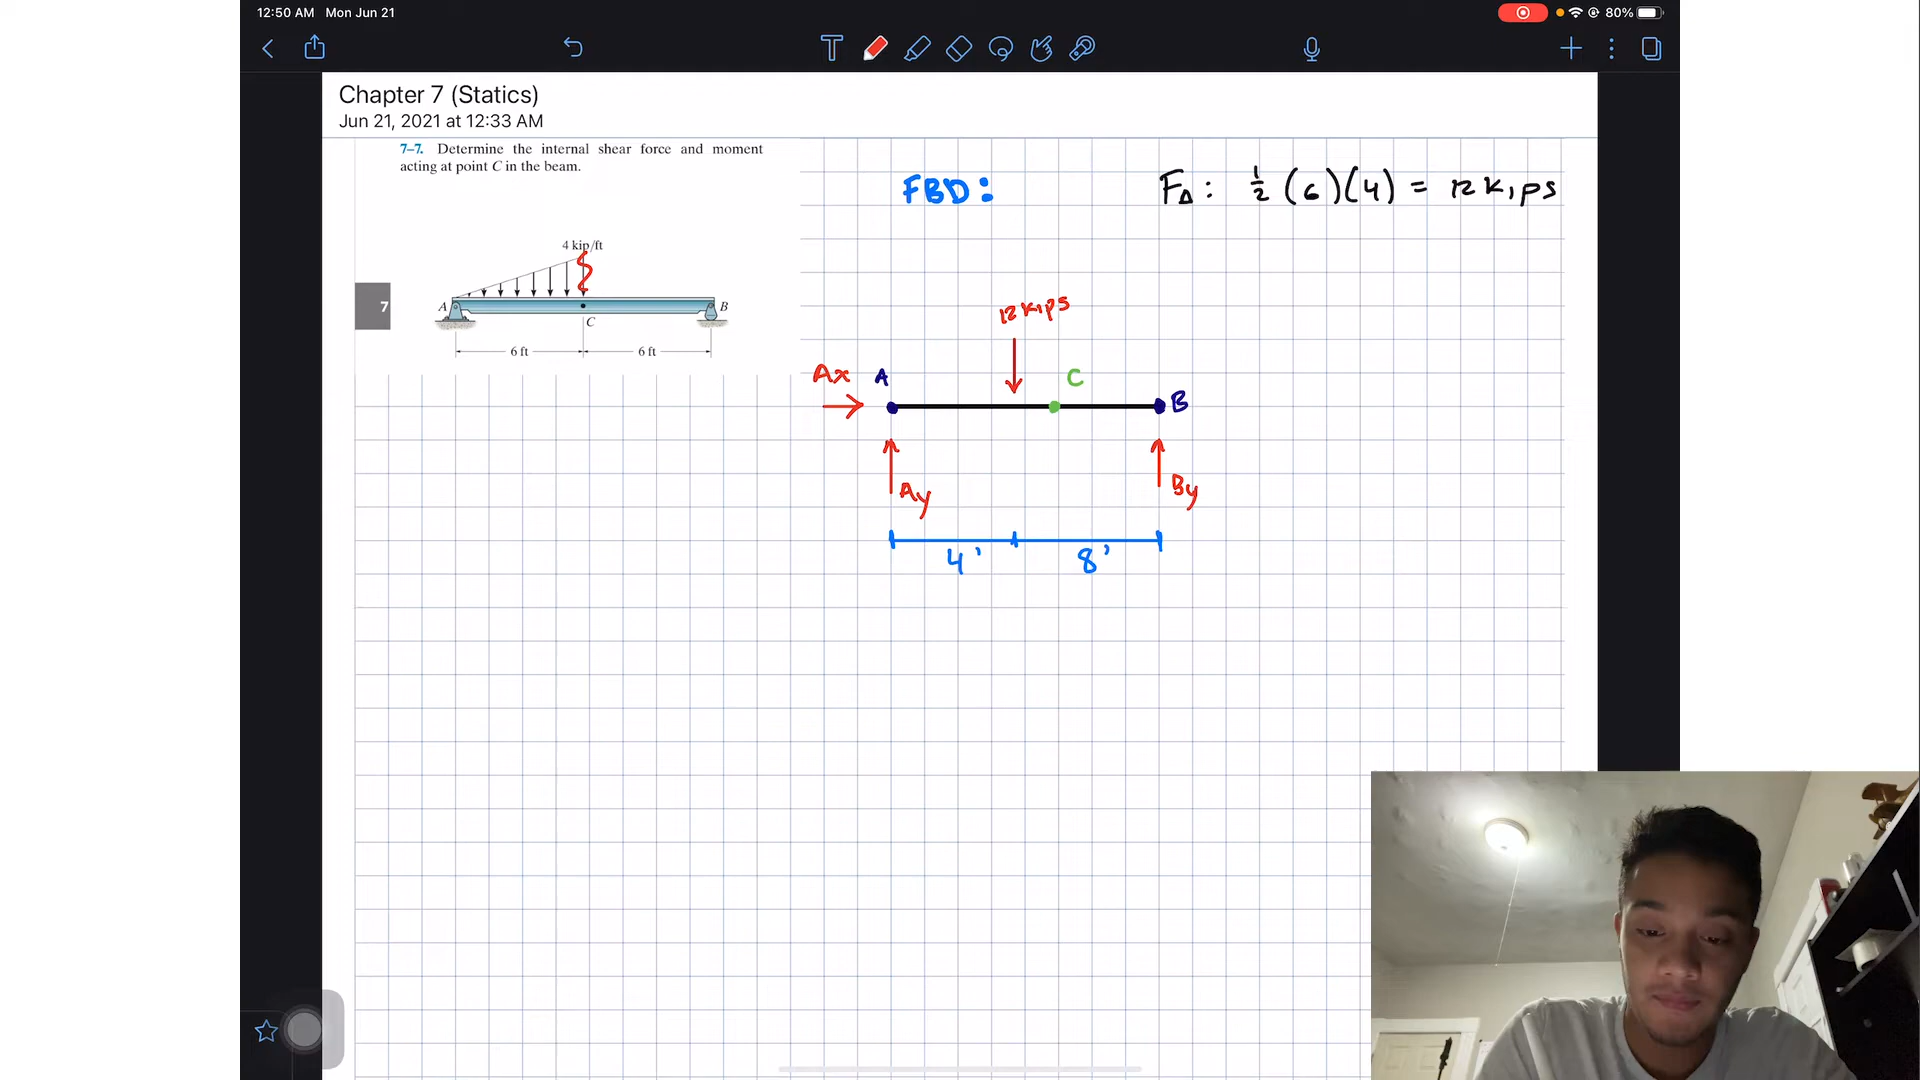 12:50 AM Mon Jun 21
80%
Chapter 7 (Statics)
Jun 21, 2021 at 12:33 AM
7–7. Determine the internal shear force and moment
acting at point C in the beam.
FBD:
F△: ½ (6)(4) = 12 kips
4 kip/ft
A
B
C
7
6 ft
6 ft
12 kips
Ax
A
C
B
Ay
By
4'
8'